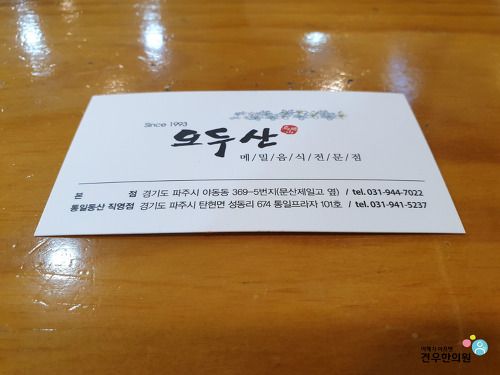 Since 1993
오두산
메/밀/음/식/전/문/점
본 점 경기도 파주시 야동동 369-5번지(문산제일고 옆) / tel.031-944-7022
통일동산 직영점 경기도 파주시 탄현면 성동리 674 통일프라자 101호 / tel.031-941-5237
견우한의원